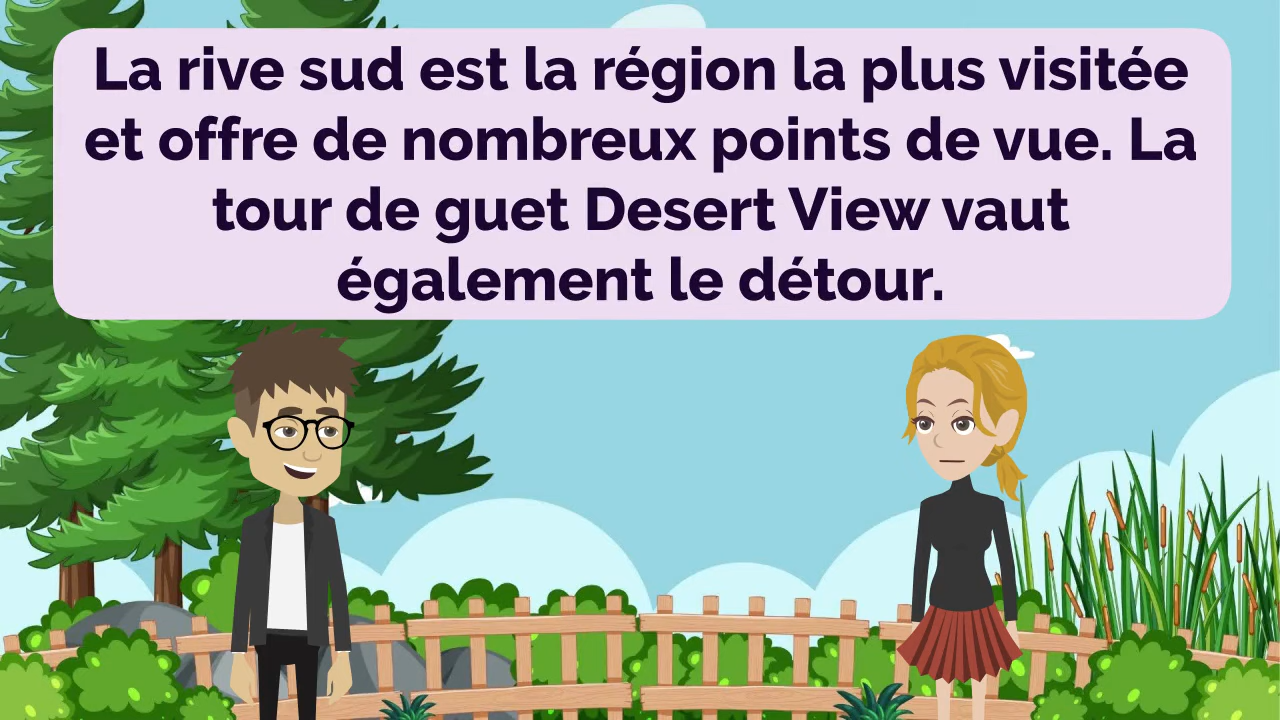 La rive sud est la région la plus visitée
et offre de nombreux points de vue. La
tour de guet Desert View vaut
également le détour.